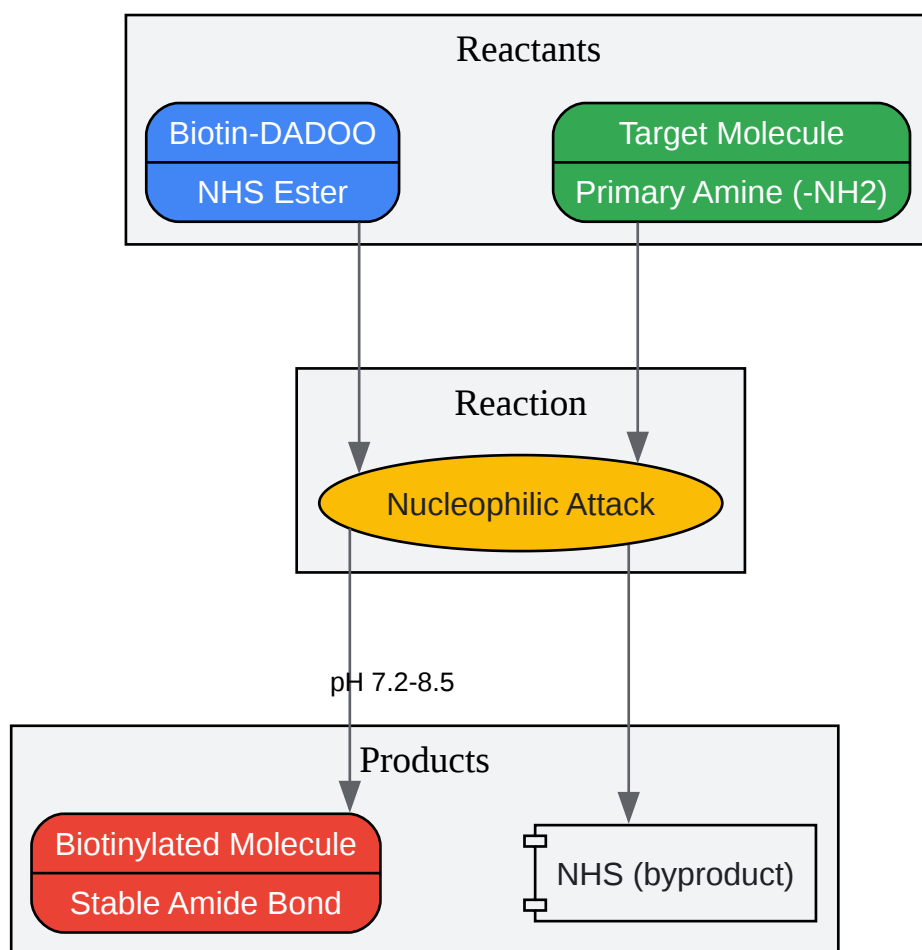 Reactants
Biotin-DADOO
NHS Ester
Target Molecule
Primary Amine (-NH2)
Reaction
Nucleophilic Attack
pH 7.2-8.5
Products
Biotinylated Molecule
Stable Amide Bond
NHS (byproduct)